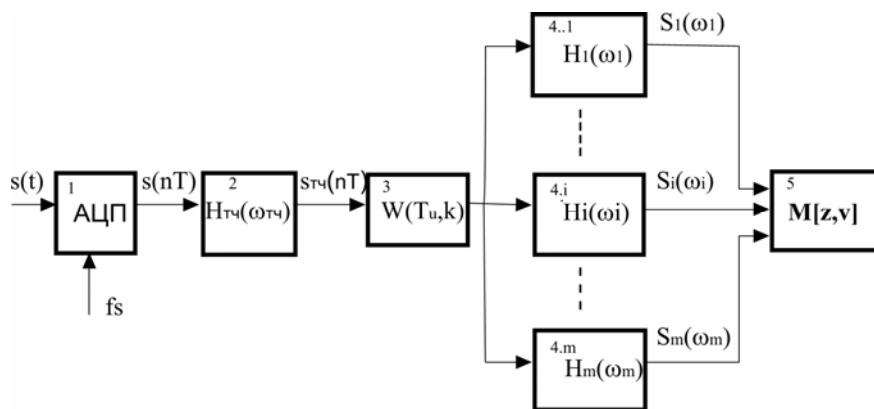 4..1
H1(ω1)
S1(ω1)
s(t)
1
АЦП
s(nT)
2
Hтч(ωтч)
sтч(nT)
3
W(Tu,k)
4.i
.Hi(ωi)
Si(ωi)
5
M[z,v]
fs
4.m
Hm(ωm)
Sm(ωm)